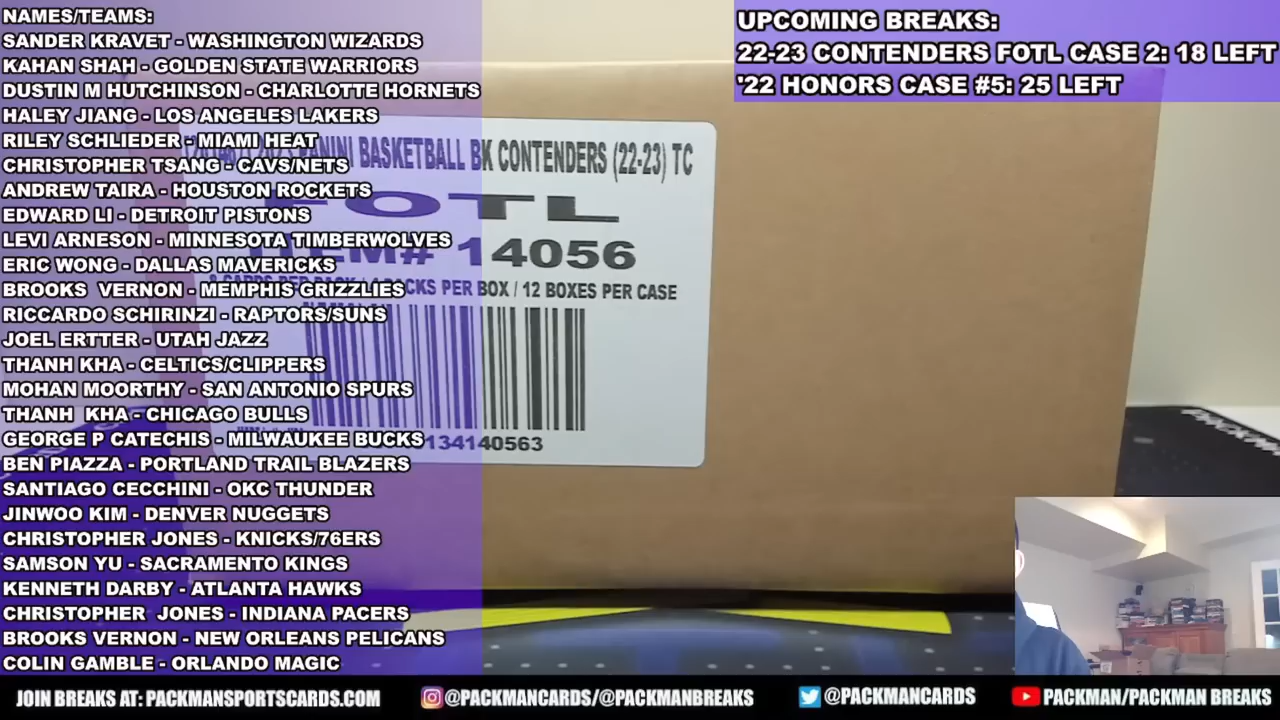 NAMES/TEAMS:
SANDER KRAVET - WASHINGTON WIZARDS
KAHAN SHAH - GOLDEN STATE WARRIORS
DUSTIN M HUTCHINSON - CHARLOTTE HORNETS
HALEY JIANG - LOS ANGELES LAKERS
RILEY SCHLIEDER - MIAMI HEAT
CHRISTOPHER TSANG - CAVS/NETS
ANDREW TAIRA - HOUSTON ROCKETS
EDWARD LI - DETROIT PISTONS
LEVI ARNESON - MINNESOTA TIMBERWOLVES
ERIC WONG - DALLAS MAVERICKS
BROOKS VERNON - MEMPHIS GRIZZLIES
RICCARDO SCHIRINZI - RAPTORS/SUNS
JOEL ERTTER - UTAH JAZZ
THANH KHA - CELTICS/CLIPPERS
MOHAN MOORTHY - SAN ANTONIO SPURS
THANH KHA - CHICAGO BULLS
GEORGE P CATECHIS - MILWAUKEE BUCKS
BEN PIAZZA - PORTLAND TRAIL BLAZERS
SANTIAGO CECCHINI - OKC THUNDER
JINWOO KIM - DENVER NUGGETS
CHRISTOPHER JONES - KNICKS/76ERS
SAMSON YU - SACRAMENTO KINGS
KENNETH DARBY - ATLANTA HAWKS
CHRISTOPHER JONES - INDIANA PACERS
BROOKS VERNON - NEW ORLEANS PELICANS
COLIN GAMBLE - ORLANDO MAGIC
UPCOMING BREAKS:
22-23 CONTENDERS FOTL CASE 2: 18 LEFT
'22 HONORS CASE #5: 25 LEFT
PANINI BASKETBALL BK CONTENDERS (22-23) TC
FOTL
ITEM# 14056
PER BOX / 12 BOXES PER CASE
134140563
JOIN BREAKS AT: PACKMANSPORTSCARDS.COM
@PACKMANCARDS/@PACKMANBREAKS
@PACKMANCARDS
PACKMAN/PACKMAN BREAKS